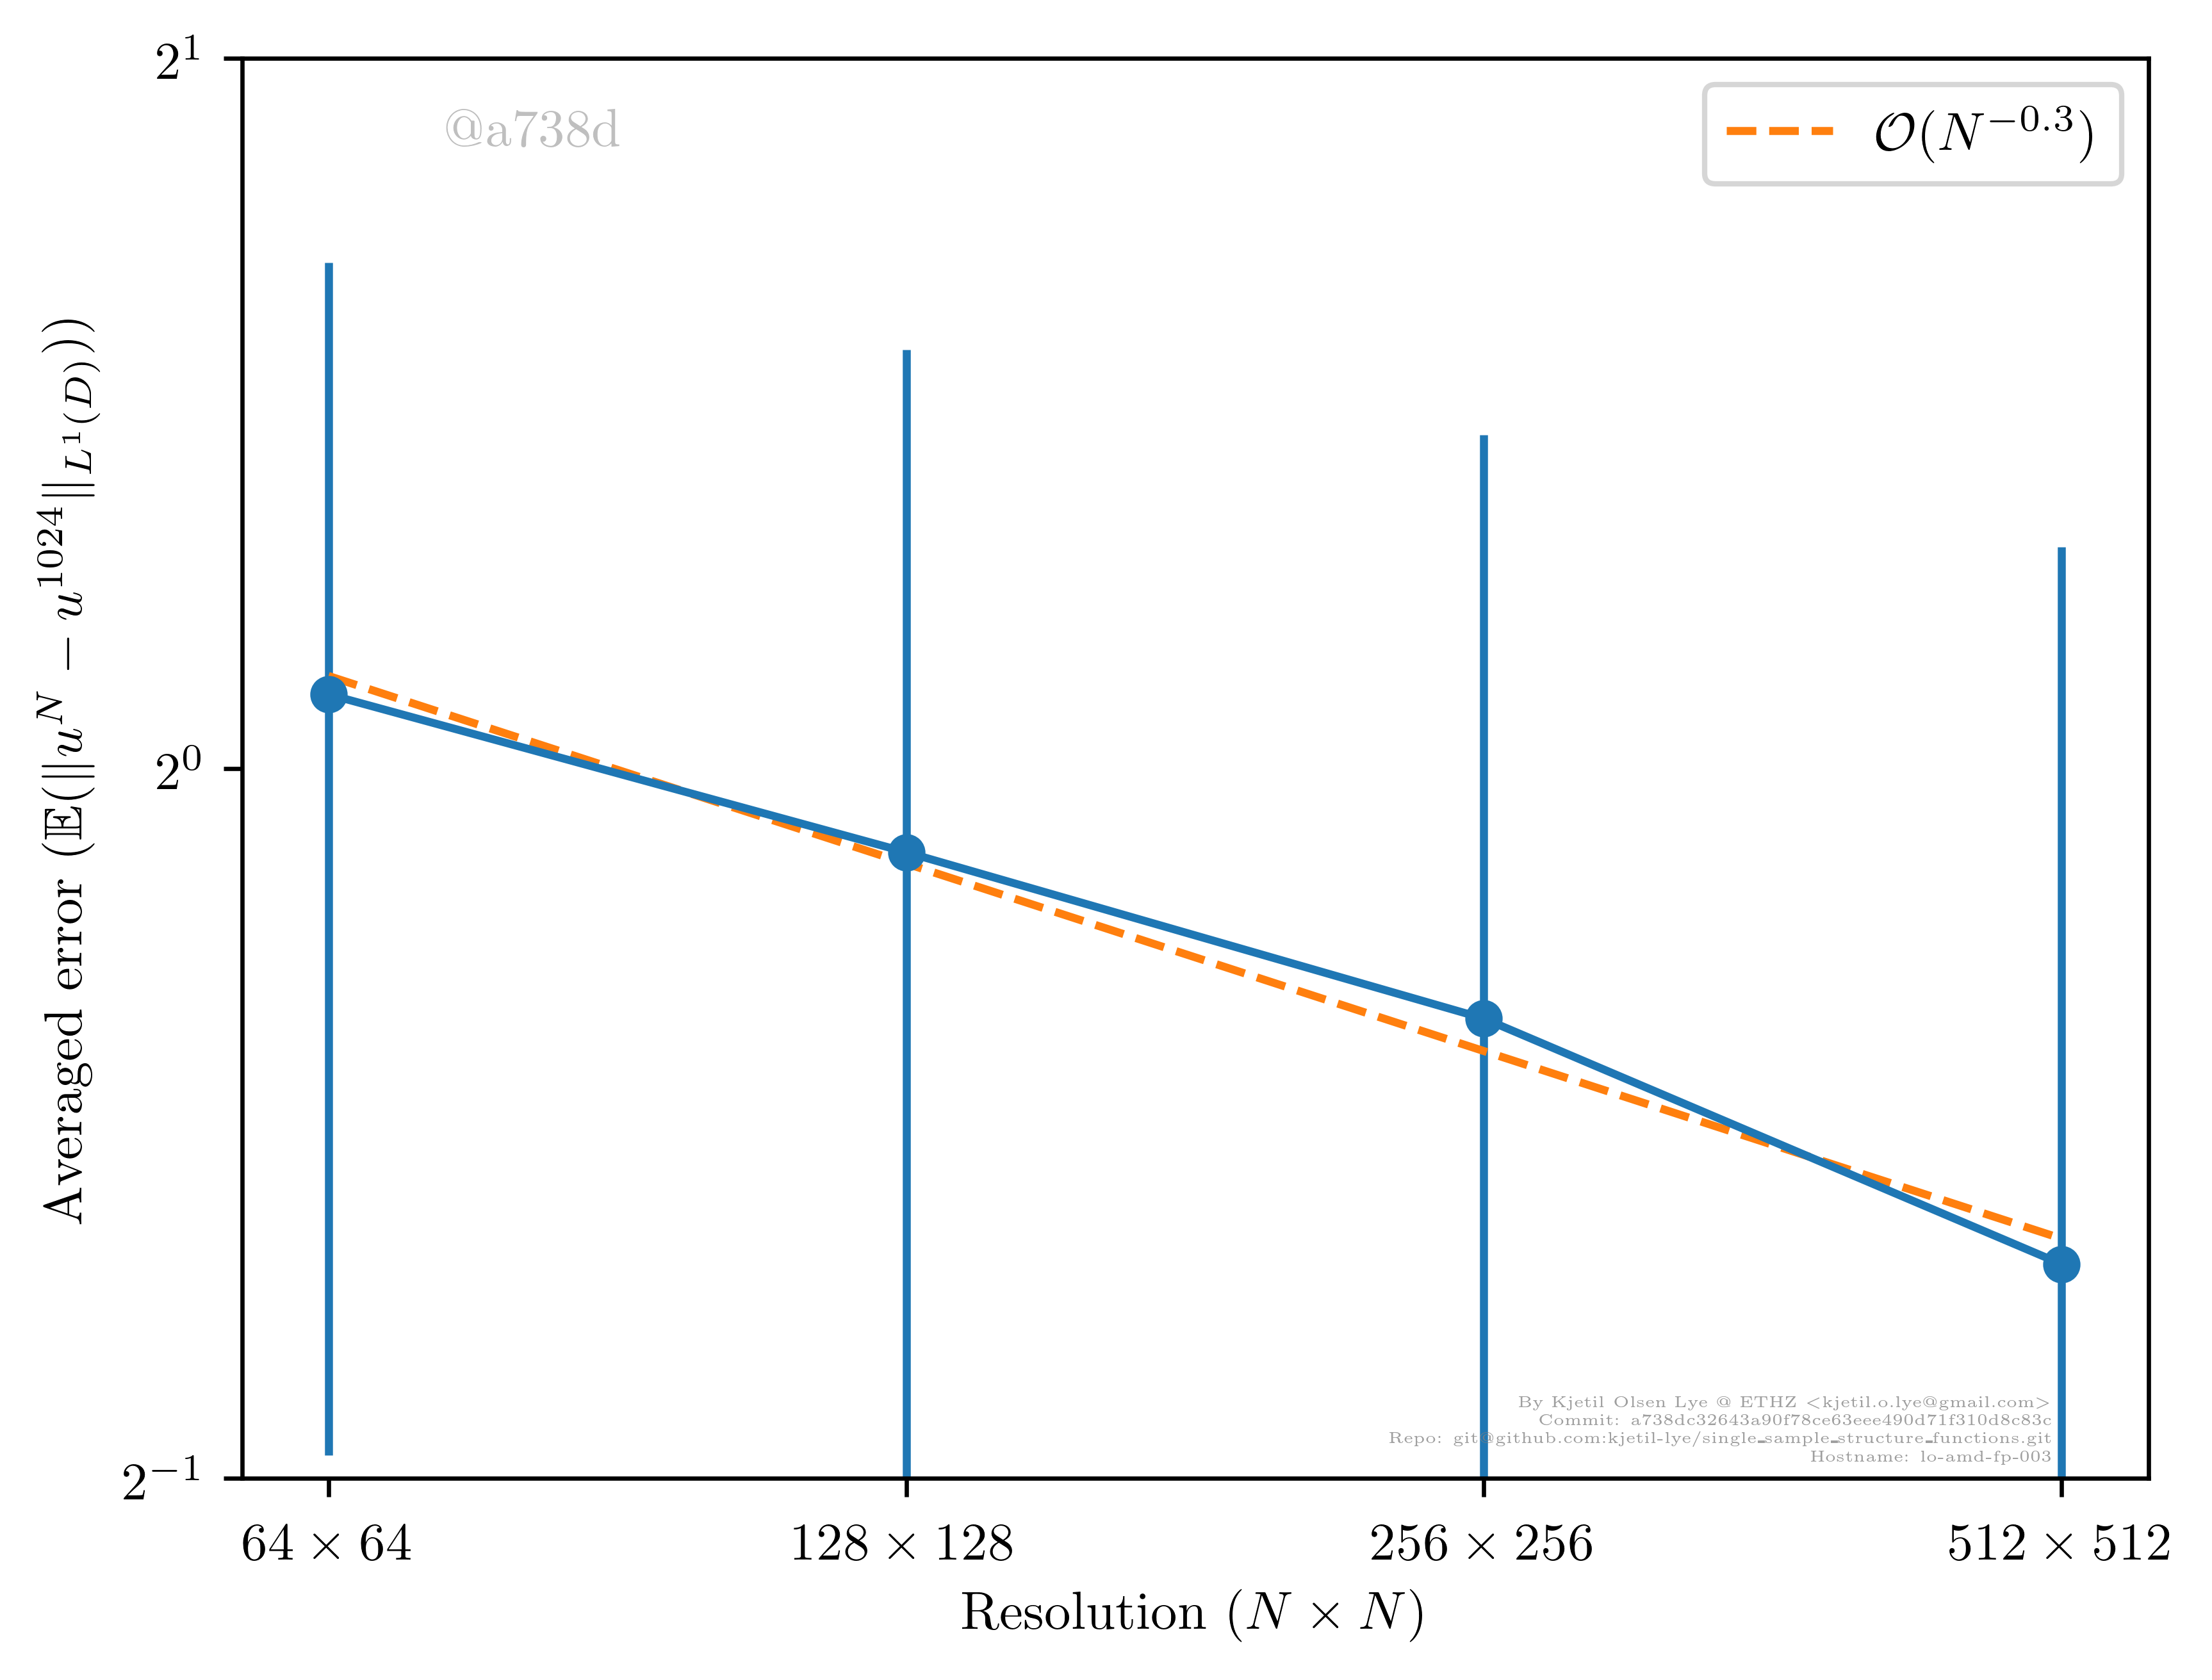 @a738d
𝒪(N^{−0.3})
2^1
2^0
2^{−1}
Averaged error (𝔼(||u^N − u^{1024}||_{L^1(D)}))
By Kjetil Olsen Lye @ ETHZ <kjetil.o.lye@gmail.com>
Commit: a738dc32643a90f78ce63eee490d71f310d8c83c
Repo: git@github.com:kjetil-lye/single_sample_structure_functions.git
Hostname: lo-amd-fp-003
64 × 64
128 × 128
256 × 256
512 × 512
Resolution (N × N)